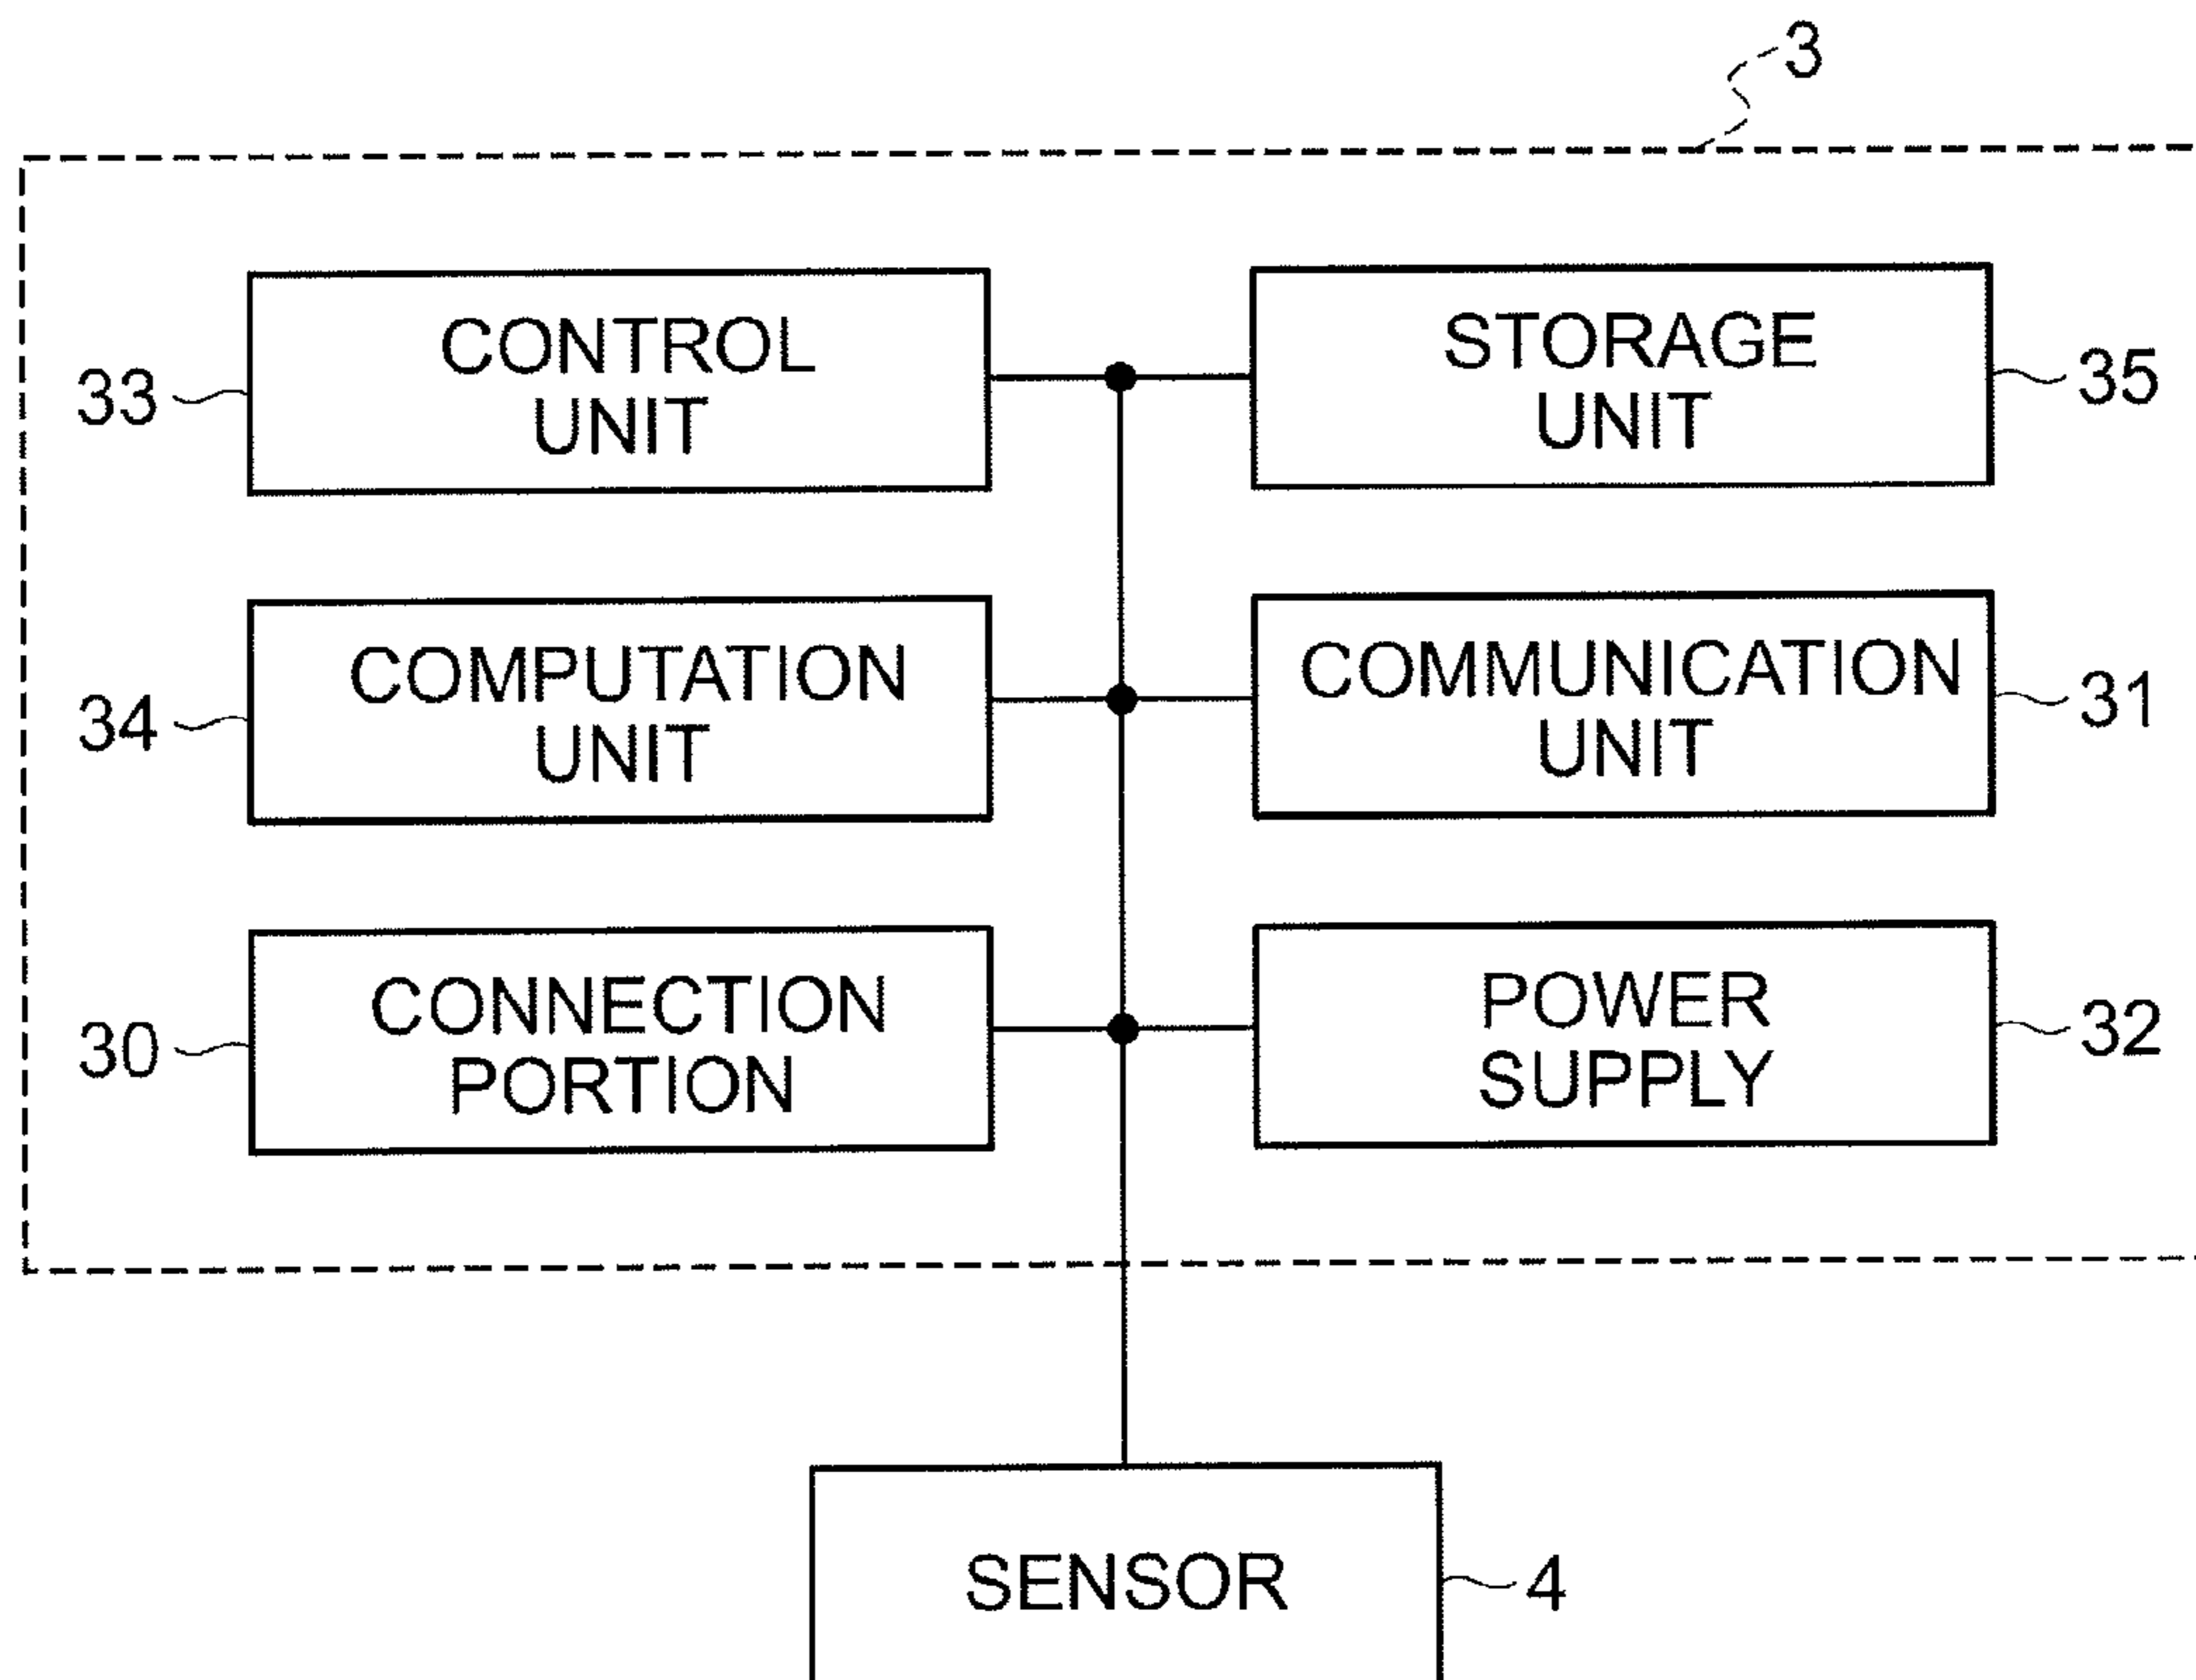 3
CONTROL
UNIT
33
STORAGE
UNIT
35
COMPUTATION
UNIT
34
COMMUNICATION
UNIT
31
CONNECTION
PORTION
30
POWER
SUPPLY
32
SENSOR
4